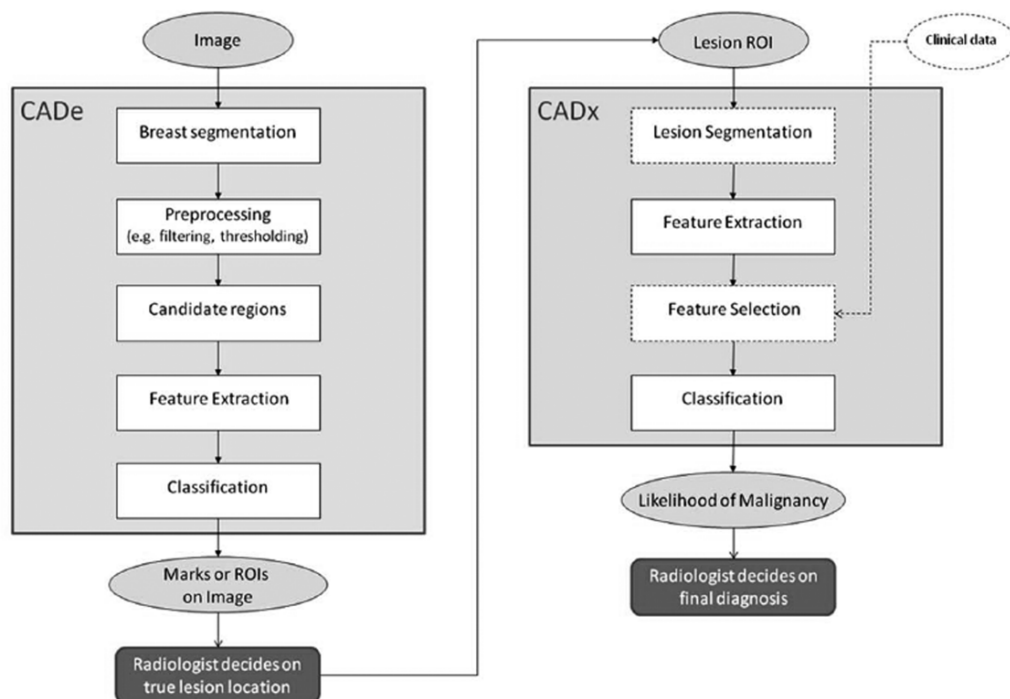 Image
CADe
Breast segmentation
Preprocessing
(e.g. filtering, thresholding)
Candidate regions
Feature Extraction
Classification
Marks or ROIs
on Image
Radiologist decides on
true lesion location
Lesion ROI
Clinical data
CADx
Lesion Segmentation
Feature Extraction
Feature Selection
Classification
Likelihood of Malignancy
Radiologist decides on
final diagnosis